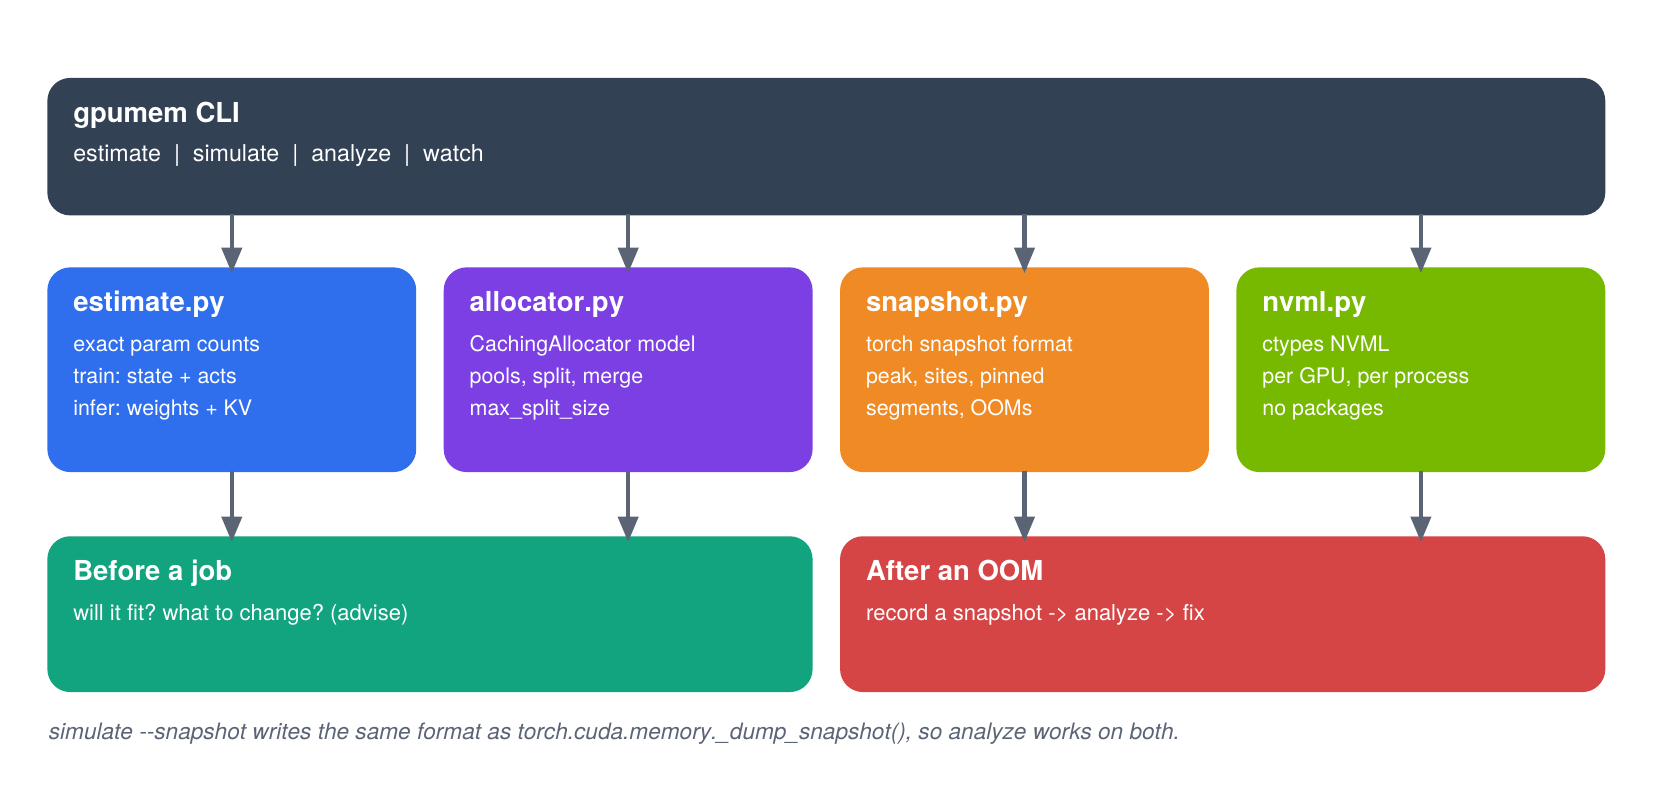 gpumem CLI
estimate | simulate | analyze | watch
estimate.py
exact param counts
train: state + acts
infer: weights + KV
allocator.py
CachingAllocator model
pools, split, merge
max_split_size
snapshot.py
torch snapshot format
peak, sites, pinned
segments, OOMs
nvml.py
ctypes NVML
per GPU, per process
no packages
Before a job
will it fit? what to change? (advise)
After an OOM
record a snapshot -> analyze -> fix
simulate --snapshot writes the same format as torch.cuda.memory._dump_snapshot(), so analyze works on both.